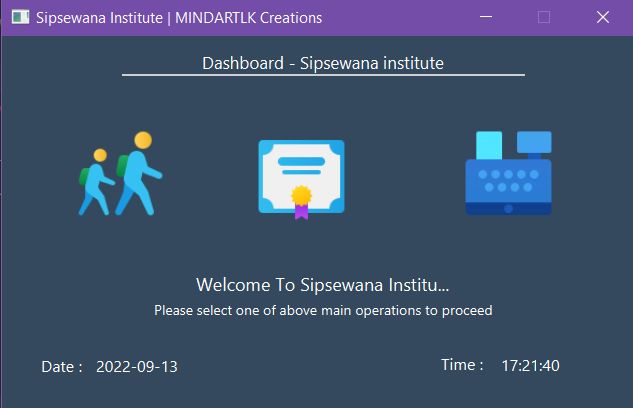 Sipsewana Institute | MINDARTLK Creations
Dashboard - Sipsewana institute
Welcome To Sipsewana Institu...
Please select one of above main operations to proceed
Date : 2022-09-13
Time : 17:21:40